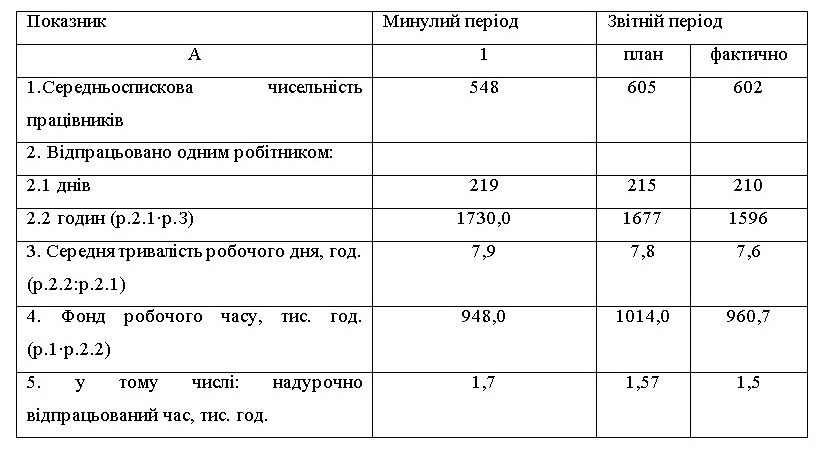 Показник Минулий період Звітній період
А 1 план фактично
1.Середньоспискова чисельність 548 605 602
працівників
2. Відпрацьовано одним робітником:
2.1 днів 219 215 210
2.2 годин (р.2.1·р.3) 1730,0 1677 1596
3. Середня тривалість робочого дня, год. 7,9 7,8 7,6
(р.2.2:р.2.1)
4. Фонд робочого часу, тис. год. 948,0 1014,0 960,7
(р.1·р.2.2)
5. у тому числі: надурочно 1,7 1,57 1,5
відпрацьований час, тис. год.